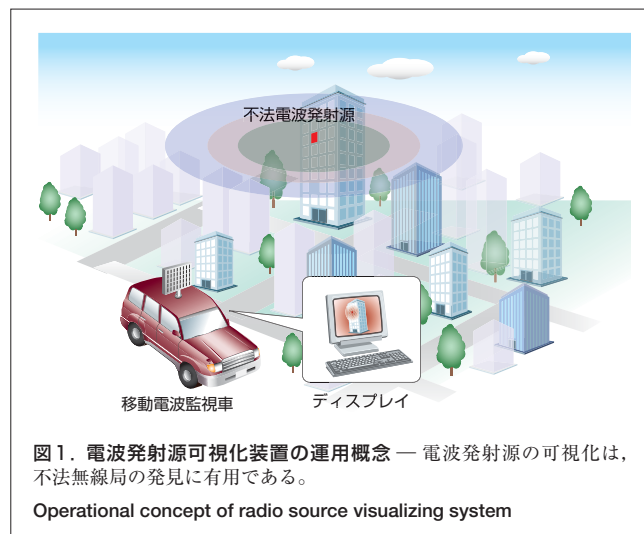 不法電波発射源
移動電波監視車
ディスプレイ
図1. 電波発射源可視化装置の運用概念 — 電波発射源の可視化は,
不法無線局の発見に有用である。
Operational concept of radio source visualizing system